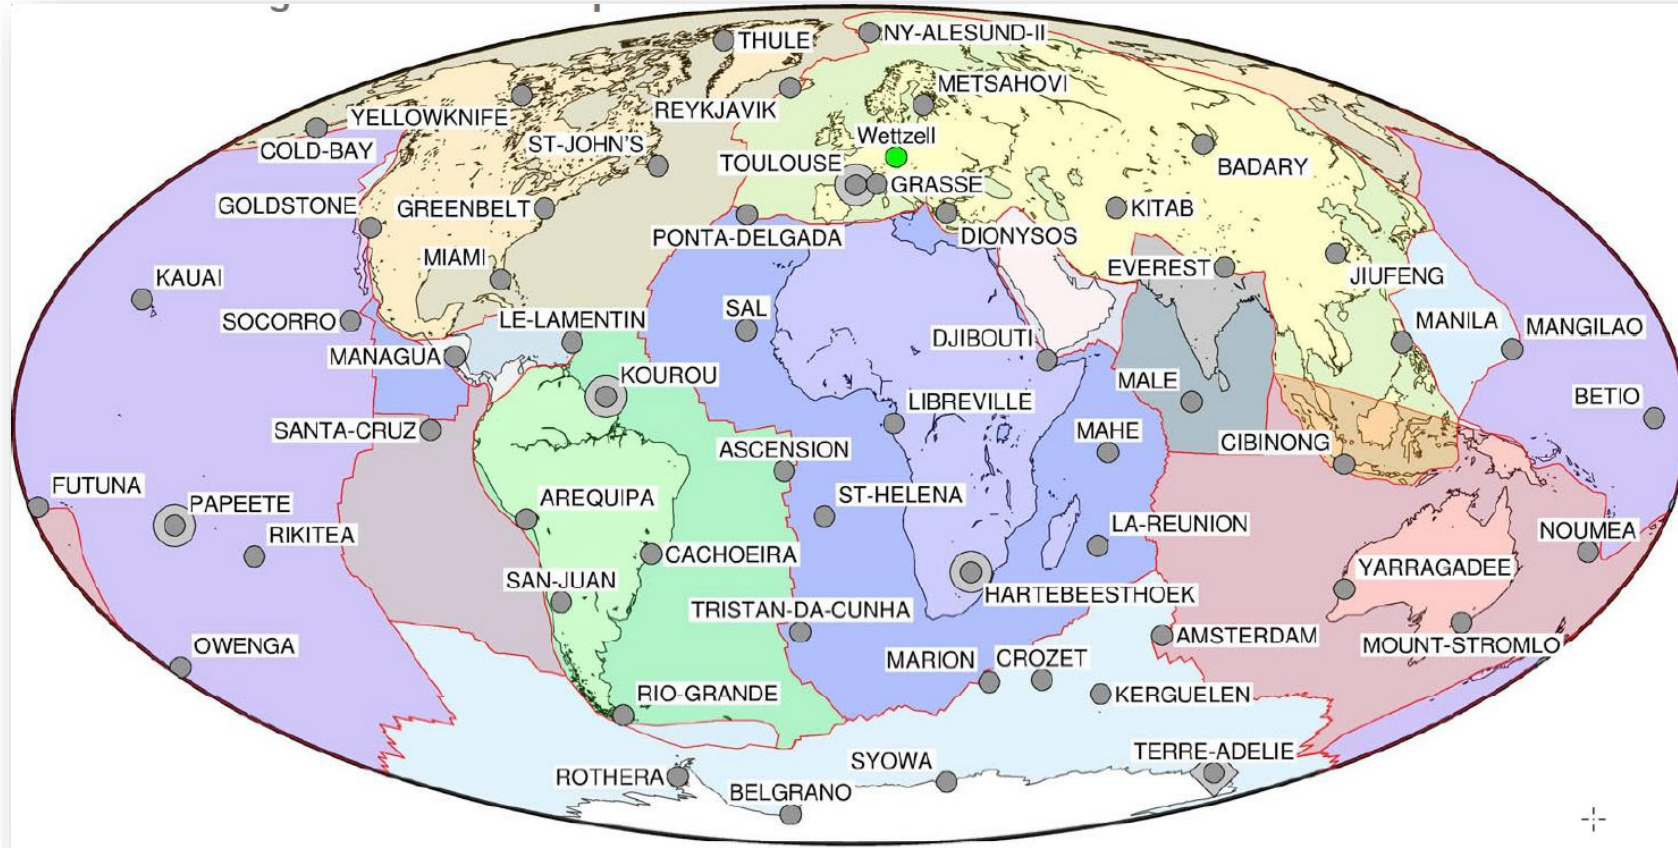 THULE
NY-ALESUND-II
METSAHOVI
REYKJAVIK
YELLOWKNIFE
Wettzell
ST-JOHN'S
COLD-BAY
TOULOUSE
BADARY
GRASSE
GOLDSTONE
GREENBELT
KITAB
PONTA-DELGADA
DIONYSOS
MIAMI
EVEREST
JIUFENG
KAUAI
SAL
SOCORRO
LE-LAMENTIN
MANILA
MANGILAO
DJIBOUTI
MANAGUA
KOUROU
MALE
BETIO
LIBREVILLE
SANTA-CRUZ
MAHE
CIBINONG
ASCENSION
FUTUNA
PAPEETE
AREQUIPA
ST-HELENA
LA-REUNION
NOUMEA
RIKITEA
CACHOEIRA
YARRAGADEE
SAN-JUAN
HARTEBEESTHOEK
TRISTAN-DA-CUNHA
AMSTERDAM
MOUNT-STROMLO
OWENGA
MARION
CROZET
RIO-GRANDE
KERGUELEN
TERRE-ADELIE
SYOWA
ROTHERA
BELGRANO